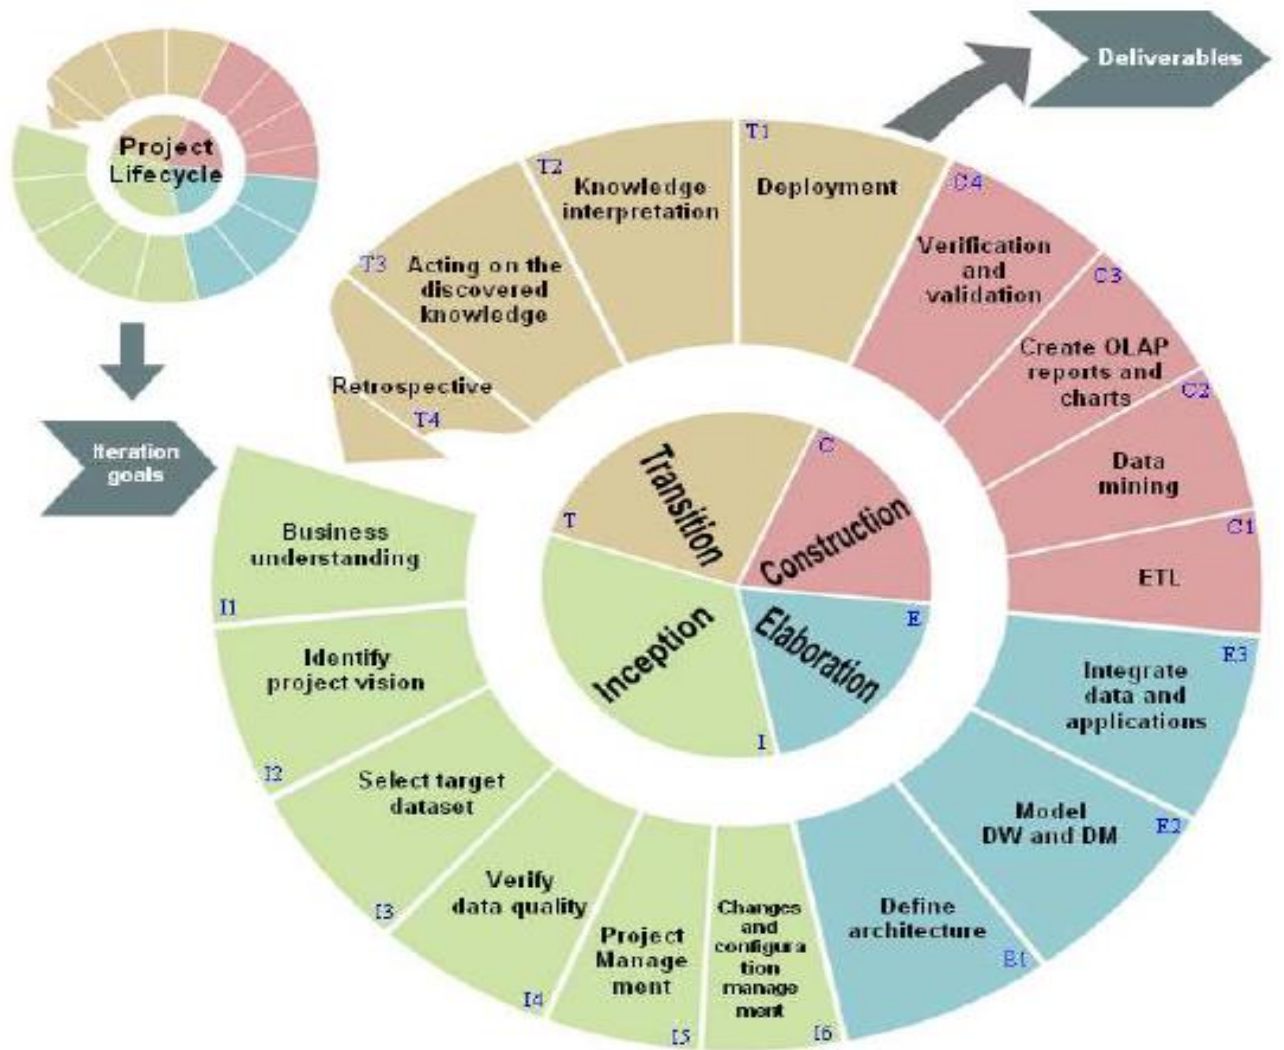 Deliverables
Project
Lifecycle
Iteration
goals
T1
Deployment
T2
Knowledge
interpretation
T3
Acting on the
discovered
knowledge
Retrospective
T4
C4
Verification
and
validation
C3
Create OLAP
reports and
charts
C2
Data
mining
C1
ETL
E3
Integrate
data and
applications
E2
Model
DW and DM
E1
Define
architecture
I6
Changes
and
configura
tion
manage
ment
I5
Project
Manage
ment
I4
Verify
data quality
I3
Select target
dataset
I2
Identify
project vision
I1
Business
understanding
T
Transition
C
Construction
E
Elaboration
I
Inception